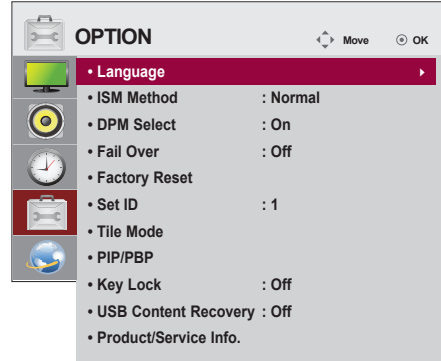 OPTION Move OK
• Language
• ISM Method : Normal
• DPM Select : On
• Fail Over : Off
• Factory Reset
• Set ID : 1
• Tile Mode
• PIP/PBP
• Key Lock : Off
• USB Content Recovery : Off
• Product/Service Info.